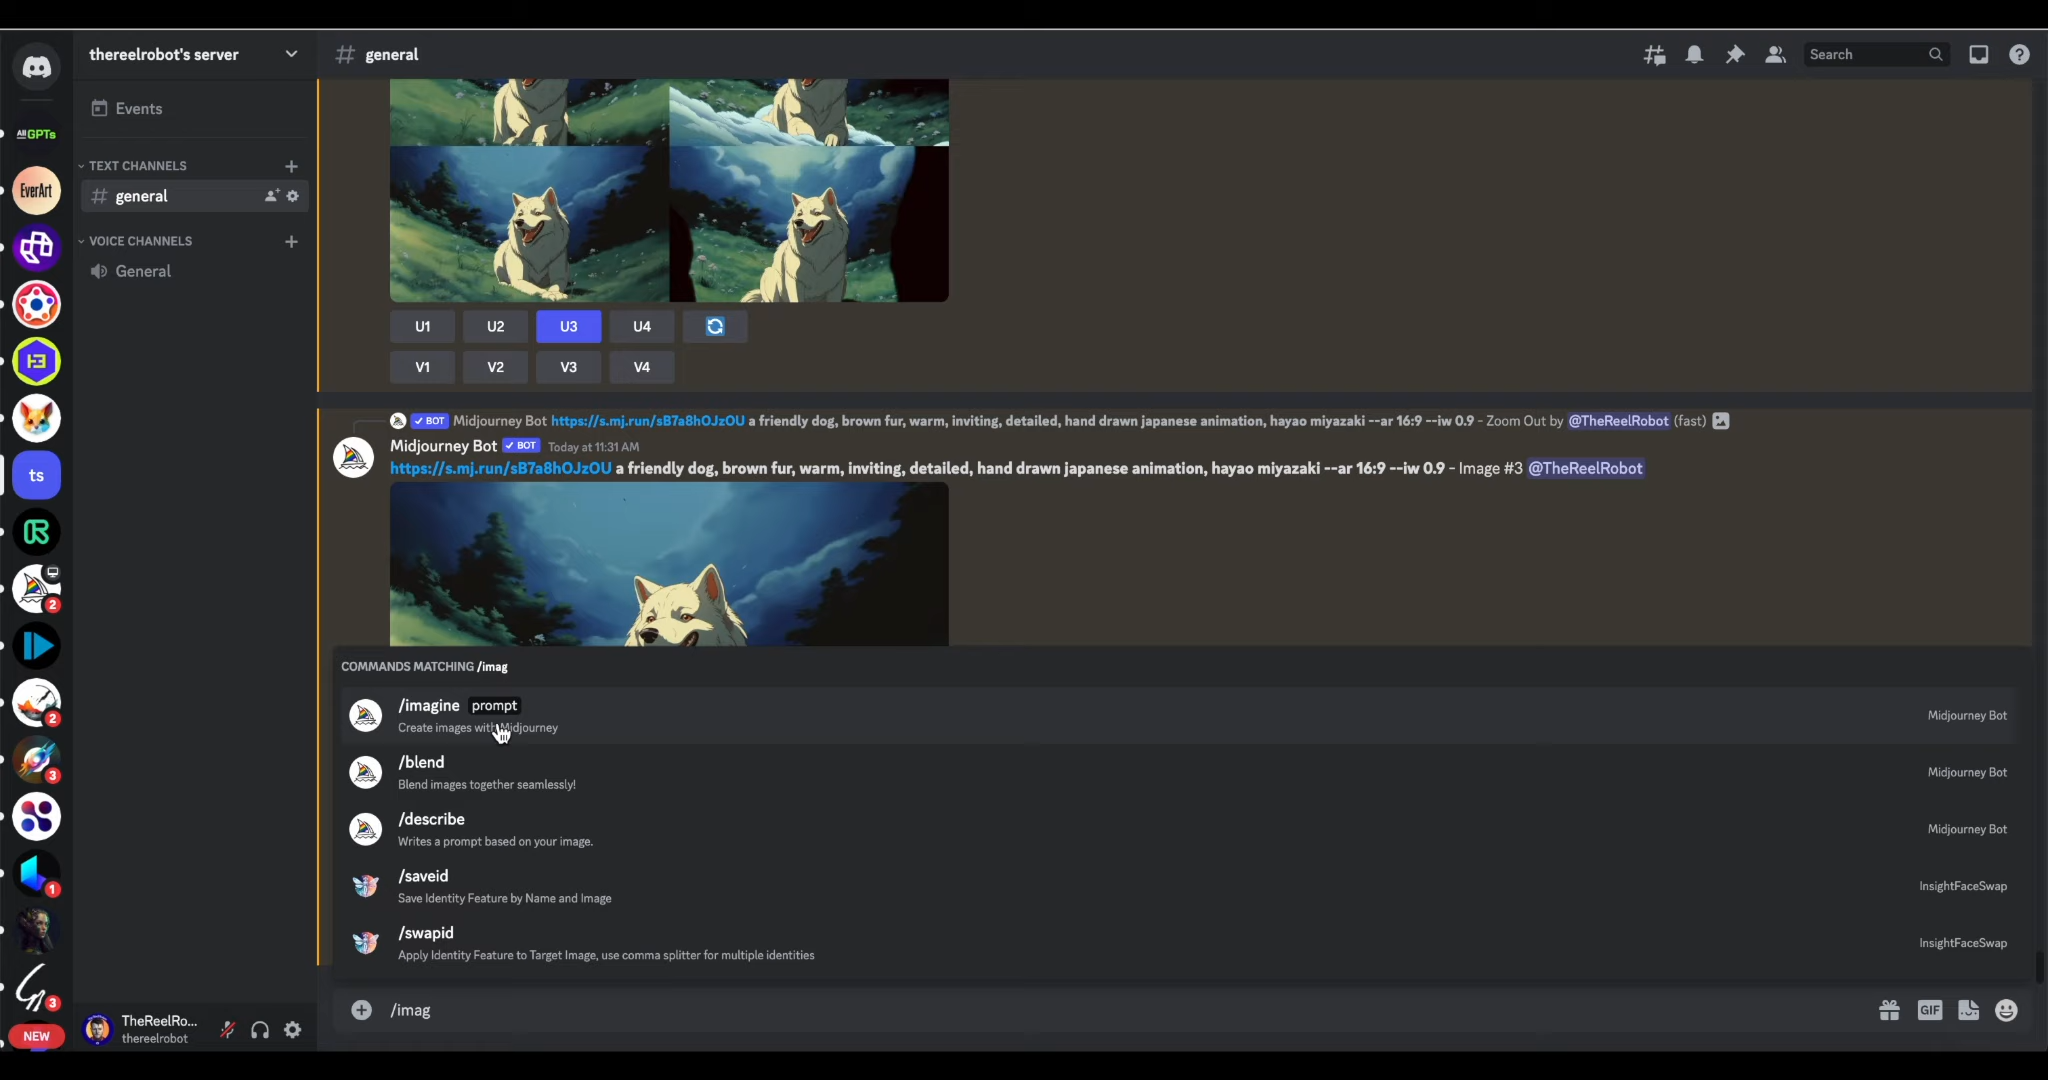 thereelrobot's server
# general
Search
Events
TEXT CHANNELS
# general
VOICE CHANNELS
General
All GPTs
EverArt
ts
2
2
3
1
3
NEW
TheReelRo...
thereelrobot
U1 U2 U3 U4
V1 V2 V3 V4
BOT Midjourney Bot https://s.mj.run/sB7a8hOJzOU a friendly dog, brown fur, warm, inviting, detailed, hand drawn japanese animation, hayao miyazaki --ar 16:9 --iw 0.9 - Zoom Out by @TheReelRobot (fast)
Midjourney Bot BOT Today at 11:31 AM
https://s.mj.run/sB7a8hOJzOU a friendly dog, brown fur, warm, inviting, detailed, hand drawn japanese animation, hayao miyazaki --ar 16:9 --iw 0.9 - Image #3 @TheReelRobot
COMMANDS MATCHING /imag
/imagine prompt
Create images with Midjourney
Midjourney Bot
/blend
Blend images together seamlessly!
Midjourney Bot
/describe
Writes a prompt based on your image.
Midjourney Bot
/saveid
Save Identity Feature by Name and Image
InsightFaceSwap
/swapid
Apply Identity Feature to Target Image, use comma splitter for multiple identities
InsightFaceSwap
/imag
GIF